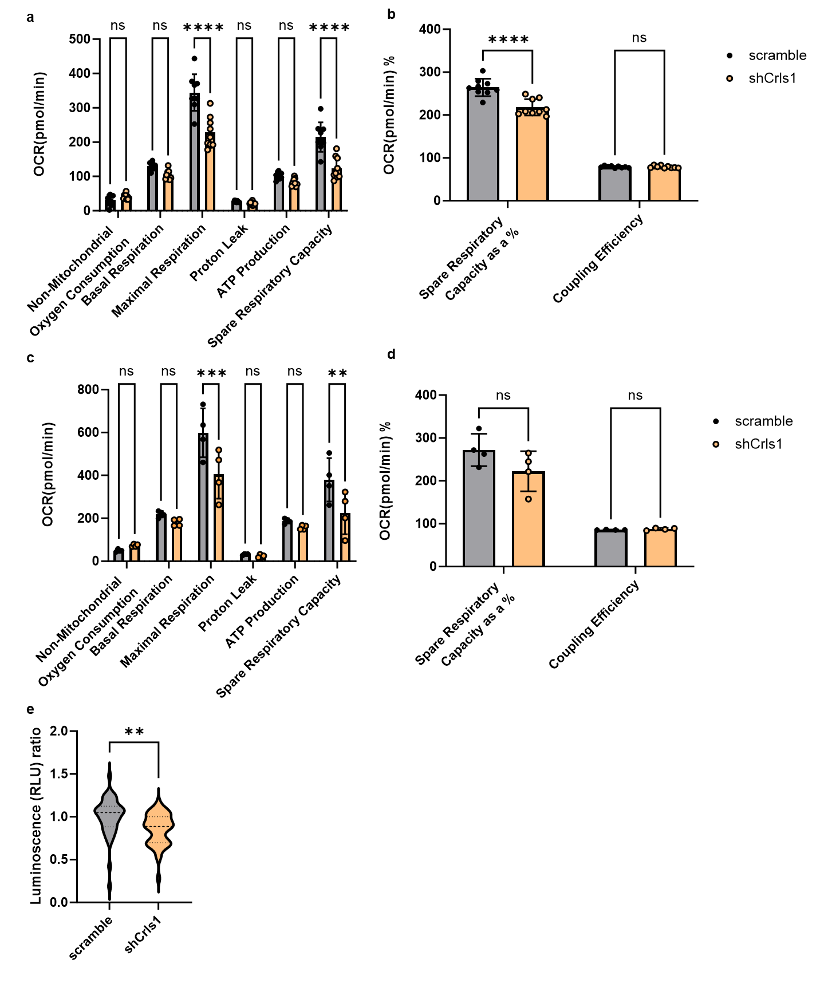 a
ns
ns
****
ns
ns
****
OCR(pmol/min)
500
400
300
200
100
0
Non-Mitochondrial
Oxygen Consumption
Basal Respiration
Maximal Respiration
Proton Leak
ATP Production
Spare Respiratory Capacity
b
****
ns
OCR(pmol/min) %
400
300
200
100
0
Spare Respiratory
Capacity as a %
Coupling Efficiency
scramble
shCrls1
c
ns
ns
***
ns
ns
**
OCR(pmol/min)
800
600
400
200
0
Non-Mitochondrial
Oxygen Consumption
Basal Respiration
Maximal Respiration
Proton Leak
ATP Production
Spare Respiratory Capacity
d
ns
ns
OCR(pmol/min) %
400
300
200
100
0
Spare Respiratory
Capacity as a %
Coupling Efficiency
scramble
shCrls1
e
**
Luminoscence (RLU) ratio
2.0
1.5
1.0
0.5
0.0
scramble
shCrls1